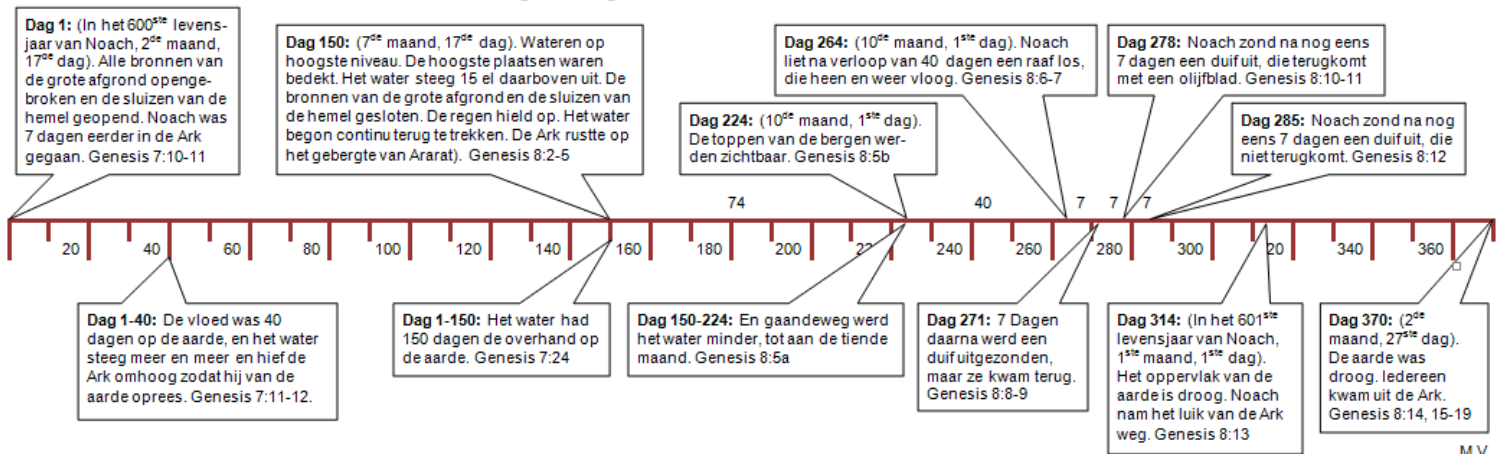 Dag 1: (In het 600ste levens-
jaar van Noach, 2de maand,
17de dag). Alle bronnen van
de grote afgrond openge-
broken en de sluizen van de
hemel geopend. Noach was
7 dagen eerder in de Ark
gegaan. Genesis 7:10-11
Dag 150: (7de maand, 17de dag). Wateren op
hoogste niveau. De hoogste plaatsen waren
bedekt. Het water steeg 15 el daarboven uit. De
bronnen van de grote afgrond en de sluizen van
de hemel gesloten. De regen hield op. Het water
begon continu terug te trekken. De Ark rustte op
het gebergte van Ararat). Genesis 8:2-5
Dag 224: (10de maand, 1ste dag).
De toppen van de bergen wer-
den zichtbaar. Genesis 8:5b
Dag 264: (10de maand, 1ste dag). Noach
liet na verloop van 40 dagen een raaf los,
die heen en weer vloog. Genesis 8:6-7
Dag 278: Noach zond na nog eens
7 dagen een duif uit, die terugkomt
met een olijfblad. Genesis 8:10-11
Dag 285: Noach zond na nog
eens 7 dagen een duif uit, die
niet terugkomt. Genesis 8:12
74 40 7 7 7
20 40 60 80 100 120 140 160 180 200 22 240 260 280 300 20 340 360
Dag 1-40: De vloed was 40
dagen op de aarde, en het water
steeg meer en meer en hief de
Ark omhoog zodat hij van de
aarde oprees. Genesis 7:11-12.
Dag 1-150: Het water had
150 dagen de overhand op
de aarde. Genesis 7:24
Dag 150-224: En gaandeweg werd
het water minder, tot aan de tiende
maand. Genesis 8:5a
Dag 271: 7 Dagen
daarna werd een
duif uitgezonden,
maar ze kwam terug.
Genesis 8:8-9
Dag 314: (In het 601ste
levensjaar van Noach,
1ste maand, 1ste dag).
Het oppervlak van de
aarde is droog. Noach
nam het luik van de Ark
weg. Genesis 8:13
Dag 370: (2de
maand, 27ste dag).
De aarde was
droog. Iedereen
kwam uit de Ark.
Genesis 8:14, 15-19
M.V.